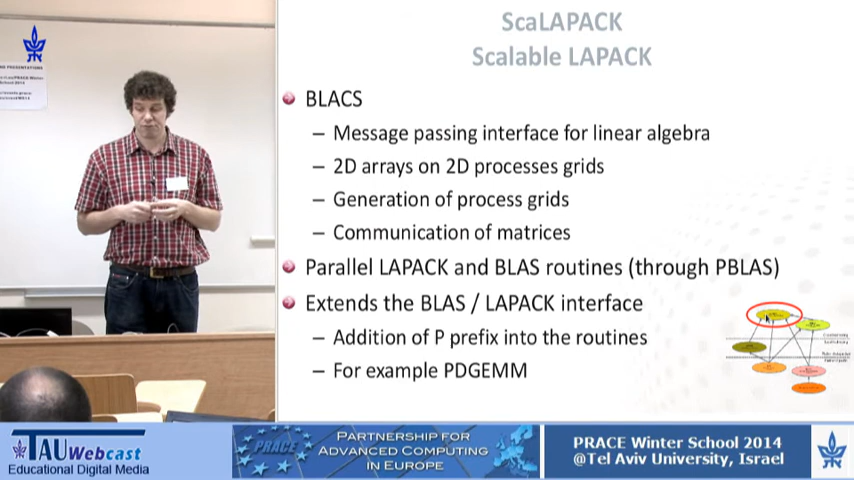 ScaLAPACK
Scalable LAPACK
BLACS
– Message passing interface for linear algebra
– 2D arrays on 2D processes grids
– Generation of process grids
– Communication of matrices
Parallel LAPACK and BLAS routines (through PBLAS)
Extends the BLAS / LAPACK interface
– Addition of P prefix into the routines
– For example PDGEMM
TAU Webcast
Educational Digital Media
PRACE
PARTNERSHIP FOR
ADVANCED COMPUTING
IN EUROPE
PRACE Winter School 2014
@Tel Aviv University, Israel